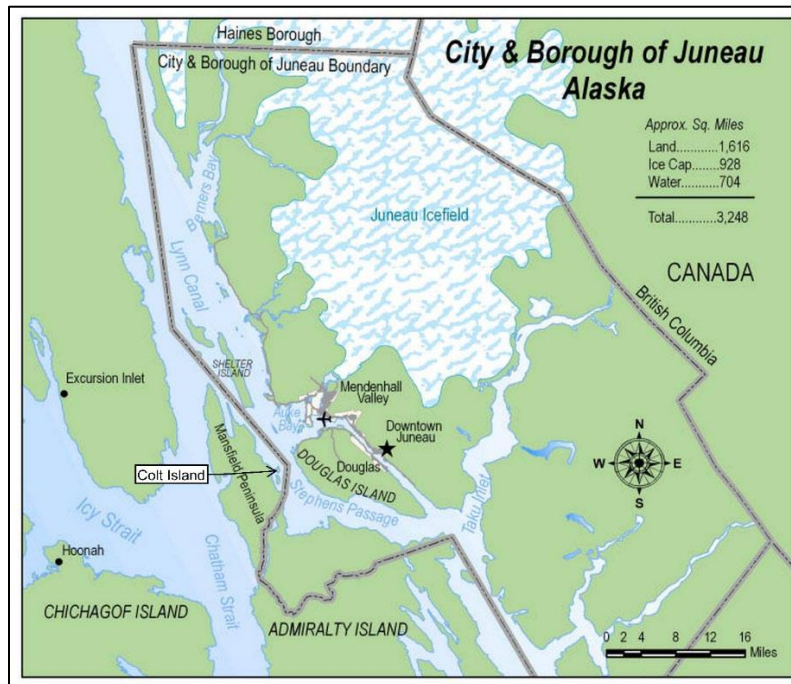 Haines Borough
City & Borough of Juneau Boundary
City & Borough of Juneau
Alaska
Approx. Sq. Miles
Land............1,616
Ice Cap.........928
Water..........704
Total............3,248
Berners Bay
Juneau Icefield
CANADA
Lynn Canal
British Columbia
SHELTER
ISLAND
Excursion Inlet
Mendenhall
Valley
Auke
Bay
Downtown
Juneau
Mansfield Peninsula
Douglas
DOUGLAS ISLAND
Colt Island
Stephens Passage
Taku Inlet
N
W
E
S
Icy Strait
Hoonah
Chatham Strait
CHICHAGOF ISLAND
ADMIRALTY ISLAND
0 2 4 8 12 16
Miles